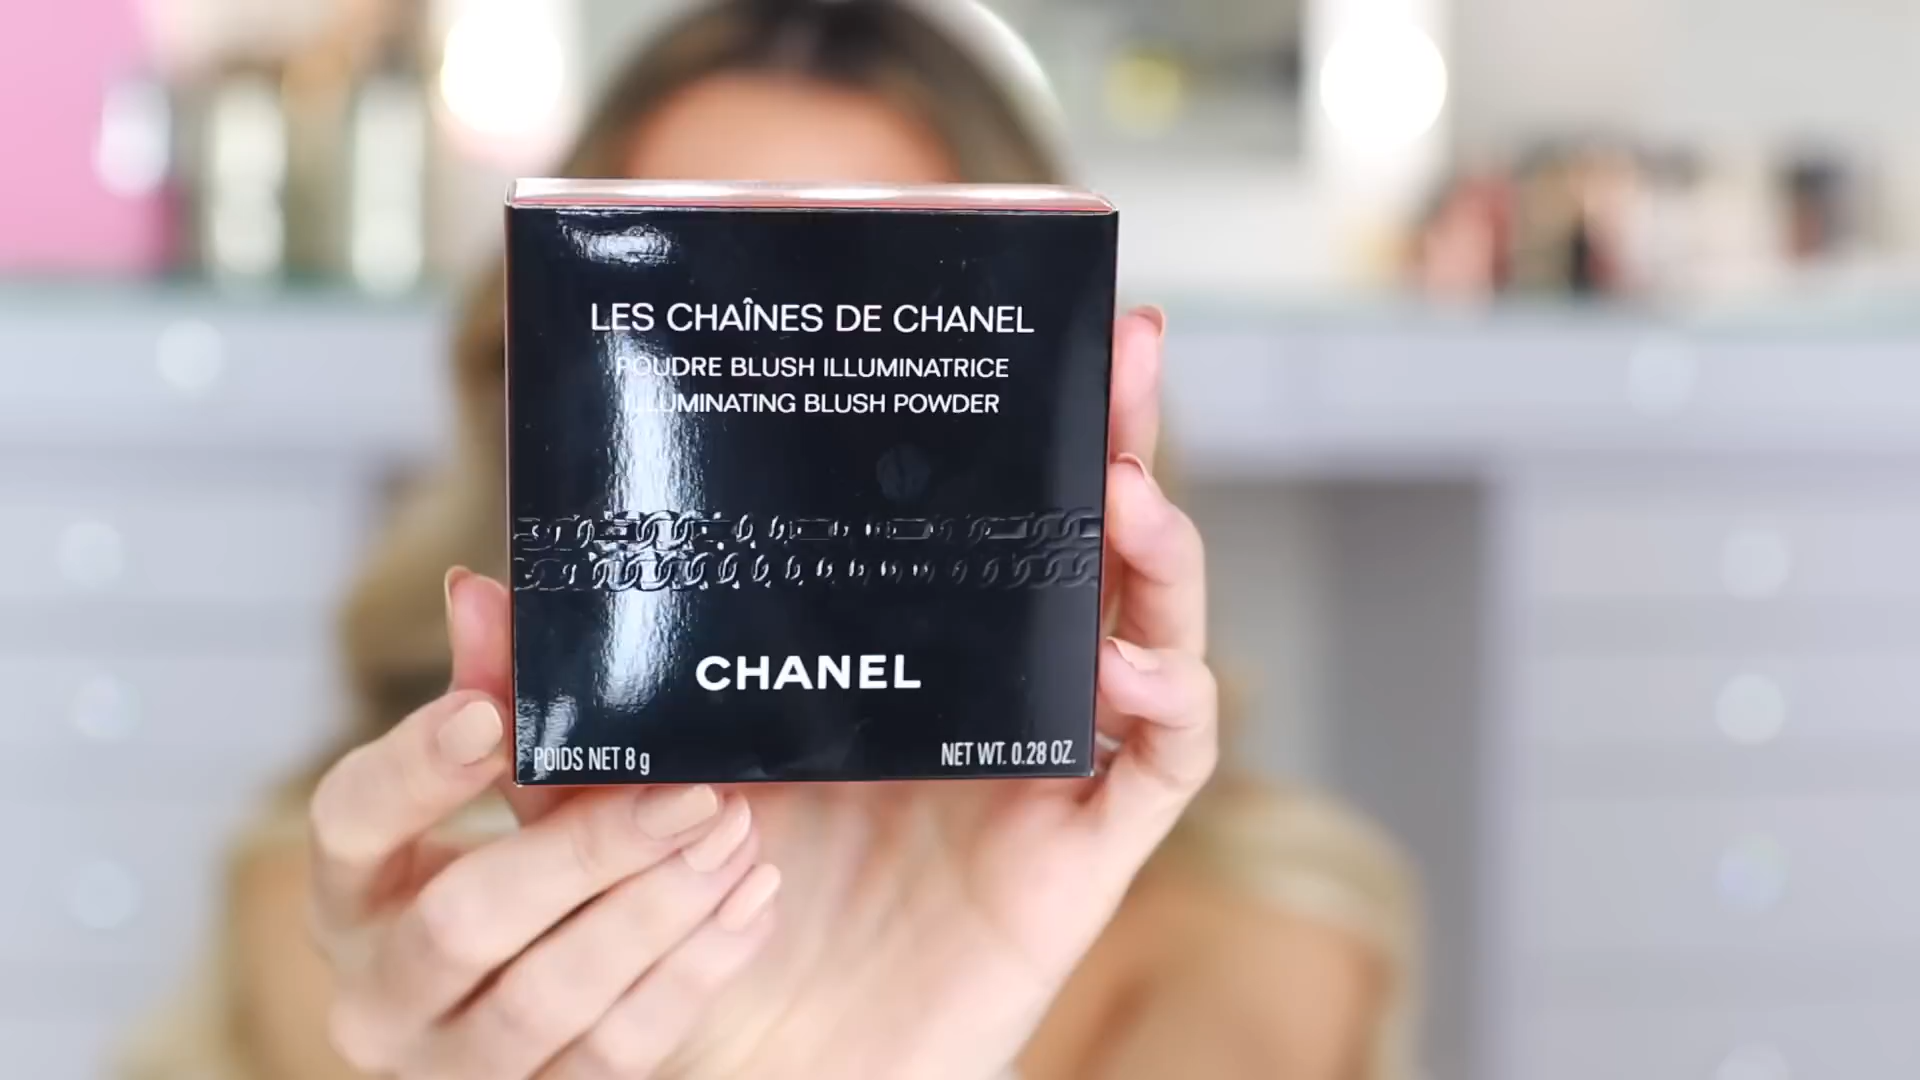 LES CHAÎNES DE CHANEL
POUDRE BLUSH ILLUMINATRICE
ILLUMINATING BLUSH POWDER
CHANEL
POIDS NET 8 g
NET WT. 0.28 OZ.